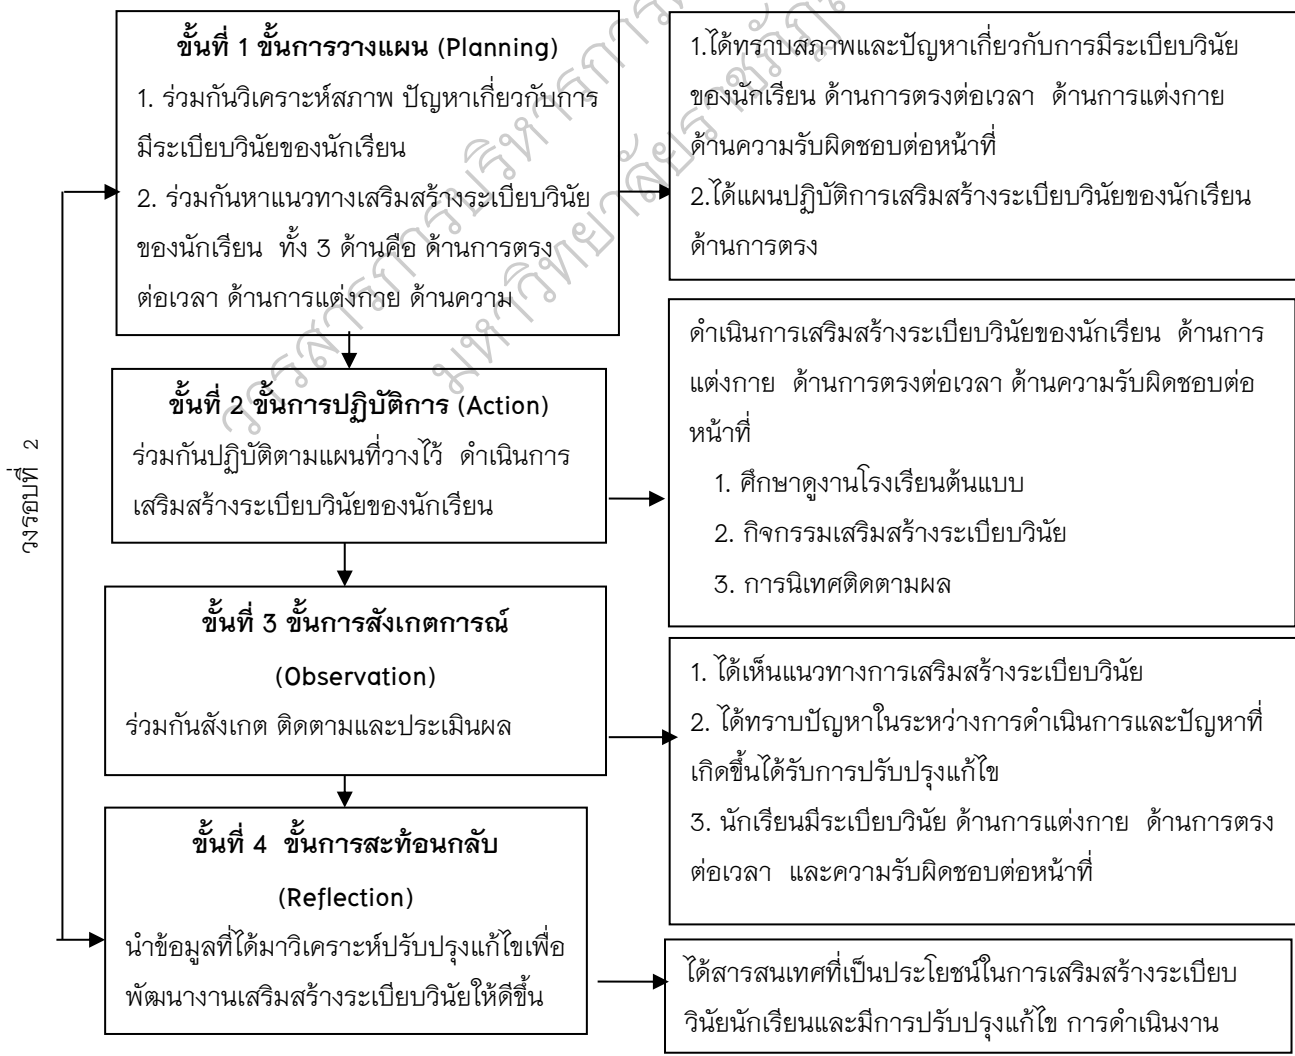 ขั้นที่ 1 ขั้นการวางแผน (Planning)
1. ร่วมกันวิเคราะห์สภาพ ปัญหาเกี่ยวกับการ
มีระเบียบวินัยของนักเรียน
2. ร่วมกันหาแนวทางเสริมสร้างระเบียบวินัย
ของนักเรียน ทั้ง 3 ด้านคือ ด้านการตรง
ต่อเวลา ด้านการแต่งกาย ด้านความ
1.ได้ทราบสภาพและปัญหาเกี่ยวกับการมีระเบียบวินัย
ของนักเรียน ด้านการตรงต่อเวลา ด้านการแต่งกาย
ด้านความรับผิดชอบต่อหน้าที่
2.ได้แผนปฏิบัติการเสริมสร้างระเบียบวินัยของนักเรียน
ด้านการตรง
ขั้นที่ 2 ขั้นการปฏิบัติการ (Action)
ร่วมกันปฏิบัติตามแผนที่วางไว้ ดำเนินการ
เสริมสร้างระเบียบวินัยของนักเรียน
ดำเนินการเสริมสร้างระเบียบวินัยของนักเรียน ด้านการ
แต่งกาย ด้านการตรงต่อเวลา ด้านความรับผิดชอบต่อ
หน้าที่
1. ศึกษาดูงานโรงเรียนต้นแบบ
2. กิจกรรมเสริมสร้างระเบียบวินัย
3. การนิเทศติดตามผล
วงรอบที่ 2
ขั้นที่ 3 ขั้นการสังเกตการณ์
(Observation)
ร่วมกันสังเกต ติดตามและประเมินผล
1. ได้เห็นแนวทางการเสริมสร้างระเบียบวินัย
2. ได้ทราบปัญหาในระหว่างการดำเนินการและปัญหาที่
เกิดขึ้นได้รับการปรับปรุงแก้ไข
3. นักเรียนมีระเบียบวินัย ด้านการแต่งกาย ด้านการตรง
ต่อเวลา และความรับผิดชอบต่อหน้าที่
ขั้นที่ 4 ขั้นการสะท้อนกลับ
(Reflection)
นำข้อมูลที่ได้มาวิเคราะห์ปรับปรุงแก้ไขเพื่อ
พัฒนางานเสริมสร้างระเบียบวินัยให้ดีขึ้น
ได้สารสนเทศที่เป็นประโยชน์ในการเสริมสร้างระเบียบ
วินัยนักเรียนและมีการปรับปรุงแก้ไข การดำเนินงาน
วารสารการบริหารการ
มหาวิทยาลัยราชภัฏ